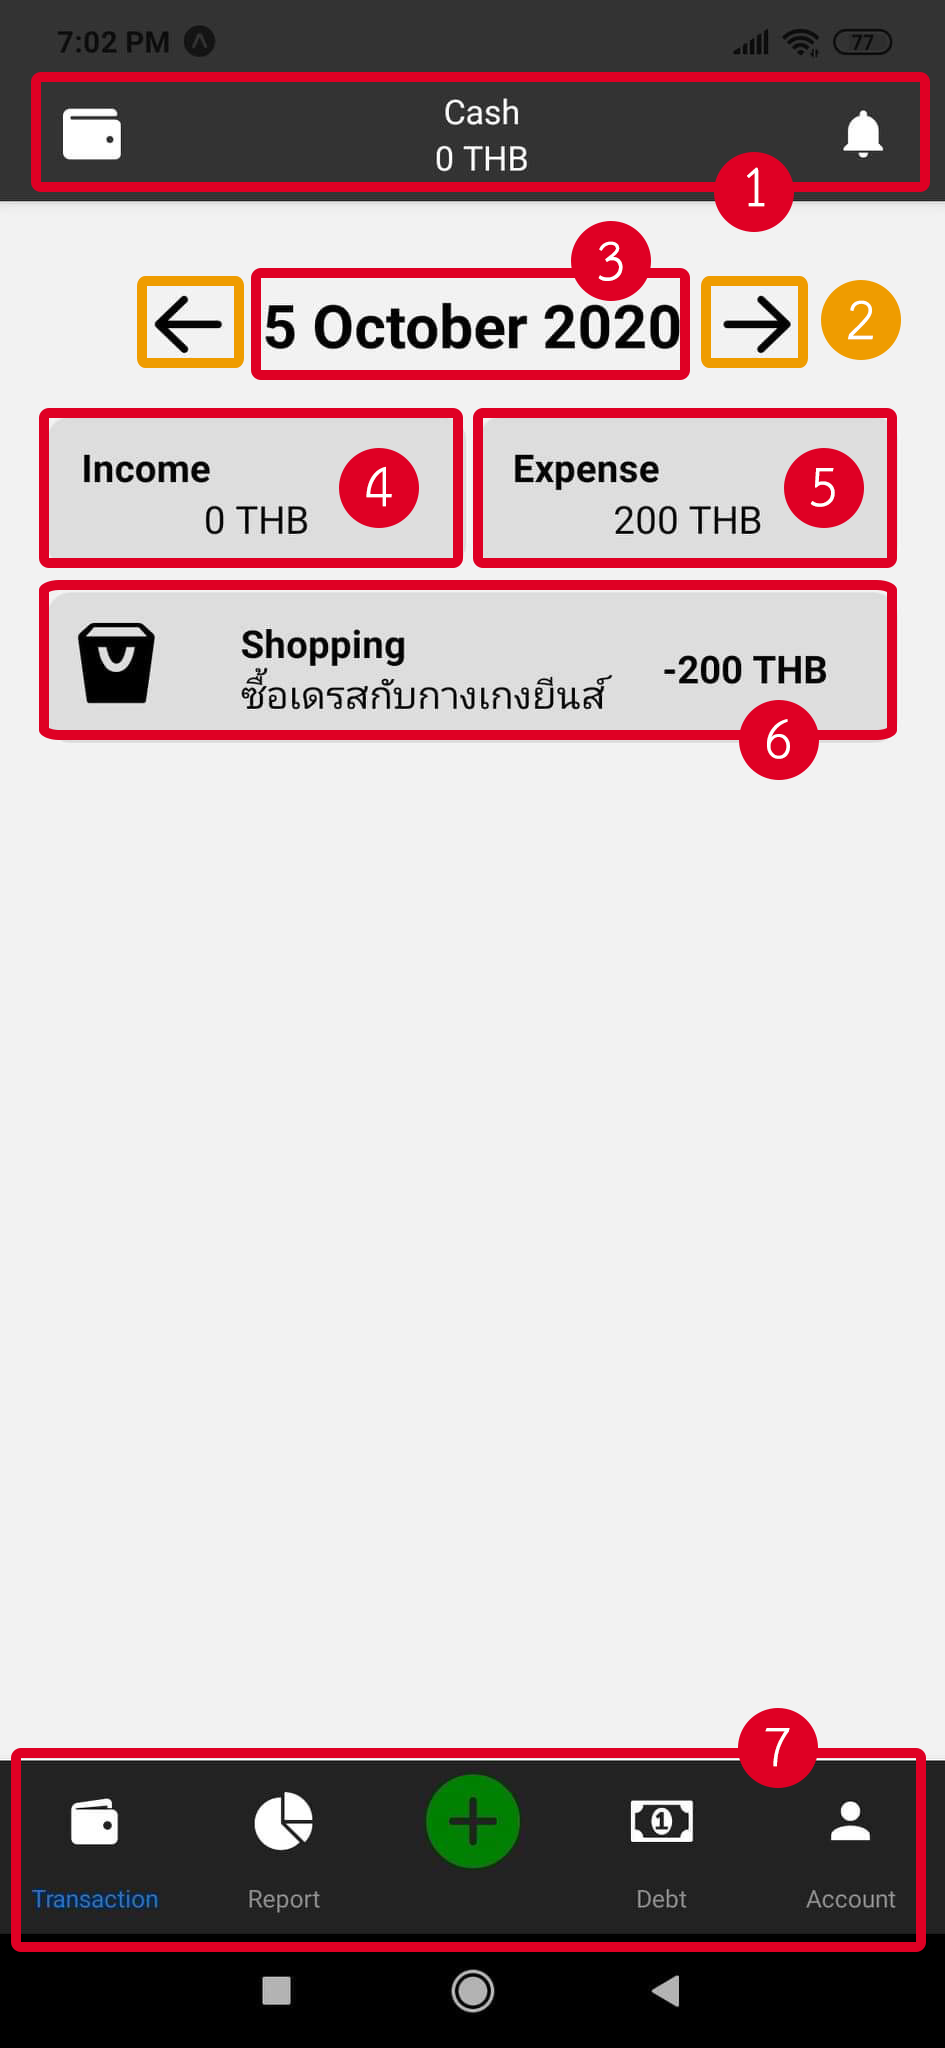 7:02 PM
77
Cash
0 THB
1
3
5 October 2020
2
Income
0 THB
4
Expense
200 THB
5
Shopping
ซื้อเดรสกับกางเกงยีนส์
-200 THB
6
7
1
Transaction
Report
Debt
Account